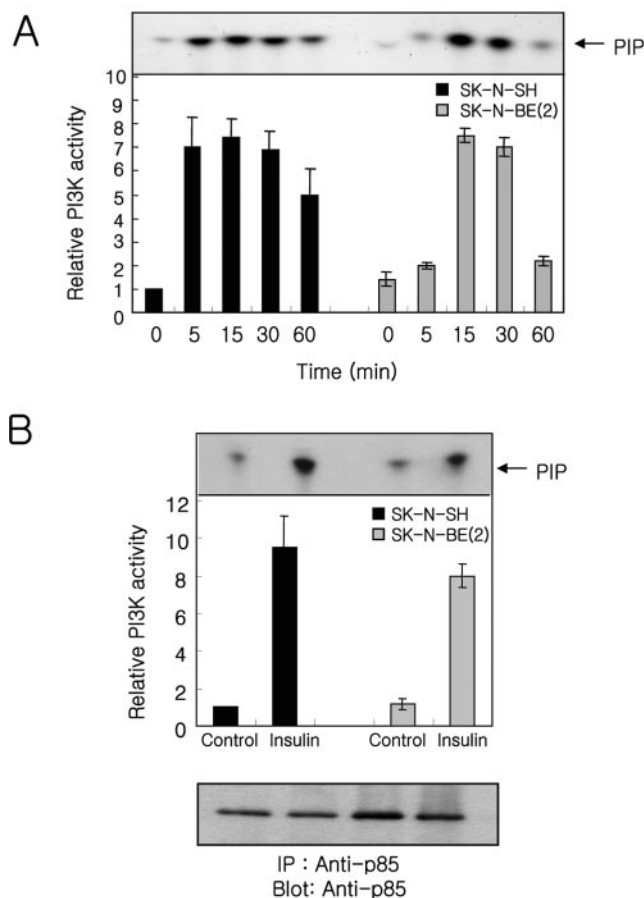 A
PIP
10
9
8
7
6
5
4
3
2
1
0
Relative PI3K activity
SK-N-SH
SK-N-BE(2)
0 5 15 30 60 0 5 15 30 60
Time (min)
B
PIP
12
10
8
6
4
2
0
Relative PI3K activity
SK-N-SH
SK-N-BE(2)
Control Insulin Control Insulin
IP : Anti-p85
Blot: Anti-p85